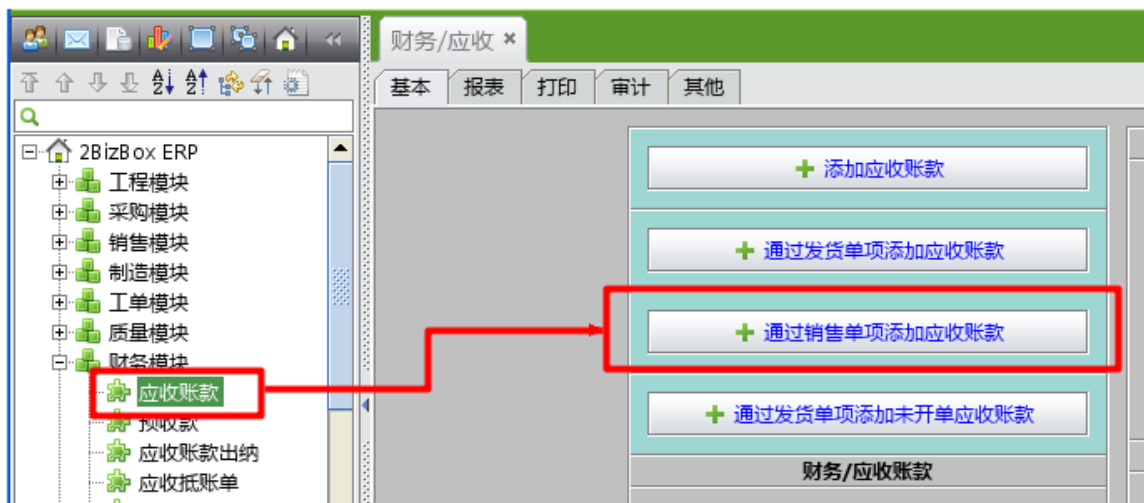 财务/应收
基本 报表 打印 审计 其他
2BizBox ERP
工程模块
采购模块
销售模块
制造模块
工单模块
质量模块
财务模块
应收账款
预收款
应收账款出纳
应收抵账单
添加应收账款
通过发货单项添加应收账款
通过销售单项添加应收账款
通过发货单项添加未开单应收账款
财务/应收账款